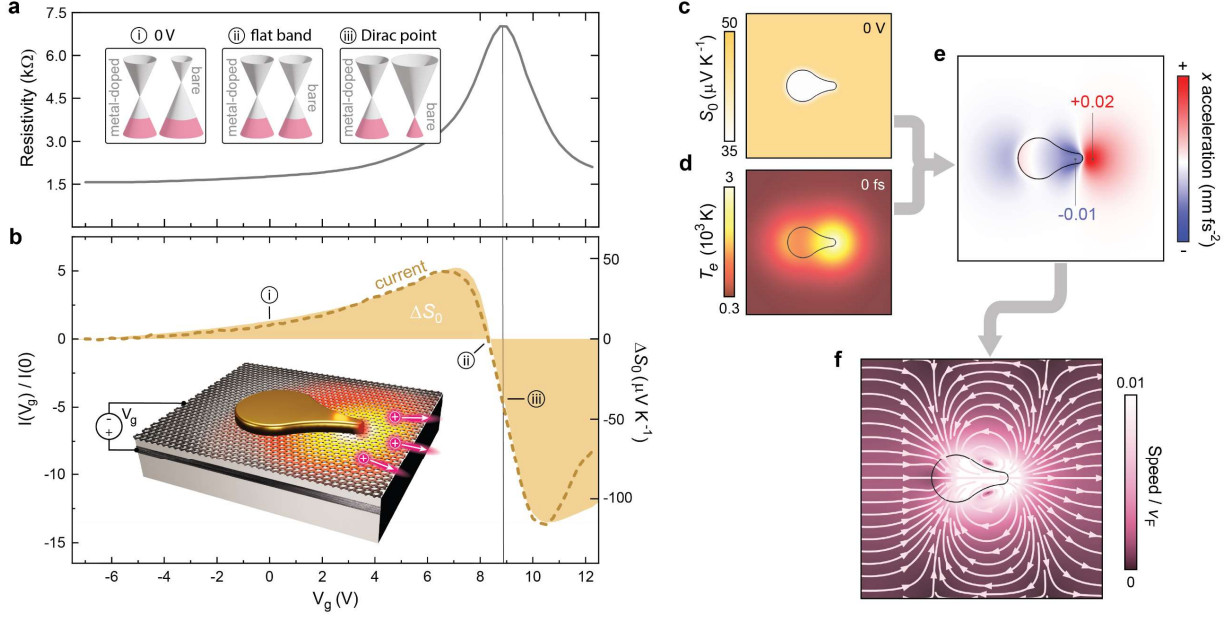 a
7.5
6.0
4.5
3.0
1.5
Resistivity (kΩ)
i 0 V
ii flat band
iii Dirac point
metal-doped
bare
metal-doped
bare
metal-doped
bare
b
5
0
-5
-10
-15
I(Vg) / I(0)
current
ΔS0
i
ii
iii
Vg
-
+
+
+
+
50
0
-50
-100
ΔS0 (μV K-1)
-6
-4
-2
0
2
4
6
8
10
12
Vg (V)
c
50
35
S0 (μV K-1)
0 V
d
3
0.3
Te (10³ K)
0 fs
e
+0.02
-0.01
+
-
x acceleration (nm fs-2)
f
0.01
0
Speed / vF